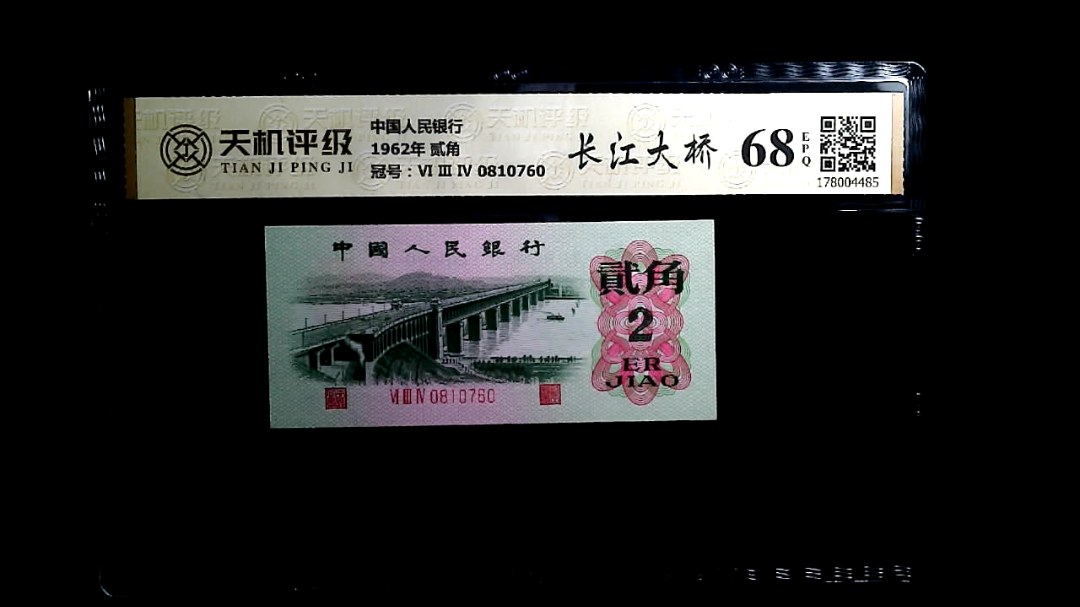 天机评级
TIAN JI PING JI
中国人民银行
1962年 贰角
冠号：VI III IV 0810760
长江大桥
68
EPQ
178004485
中國人民銀行
貳角
2
ER
JIAO
VI III IV 0810760